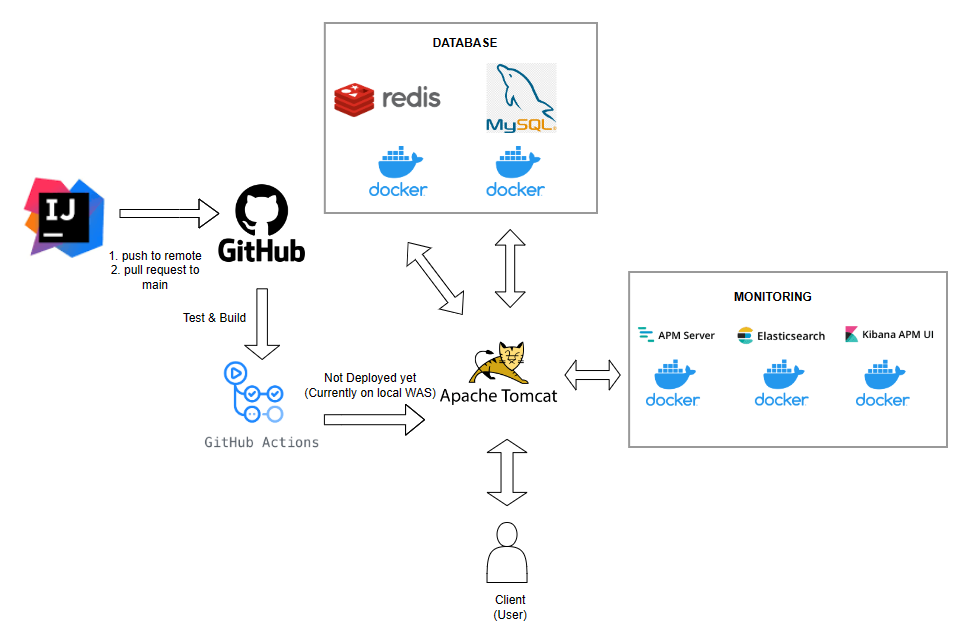 DATABASE
redis
MySQL
docker
docker
IJ
GitHub
1. push to remote
2. pull request to
main
MONITORING
Test & Build
APM Server
Elasticsearch
Kibana APM UI
docker
docker
docker
Not Deployed yet
(Currently on local WAS)
Apache Tomcat
GitHub Actions
Client
(User)